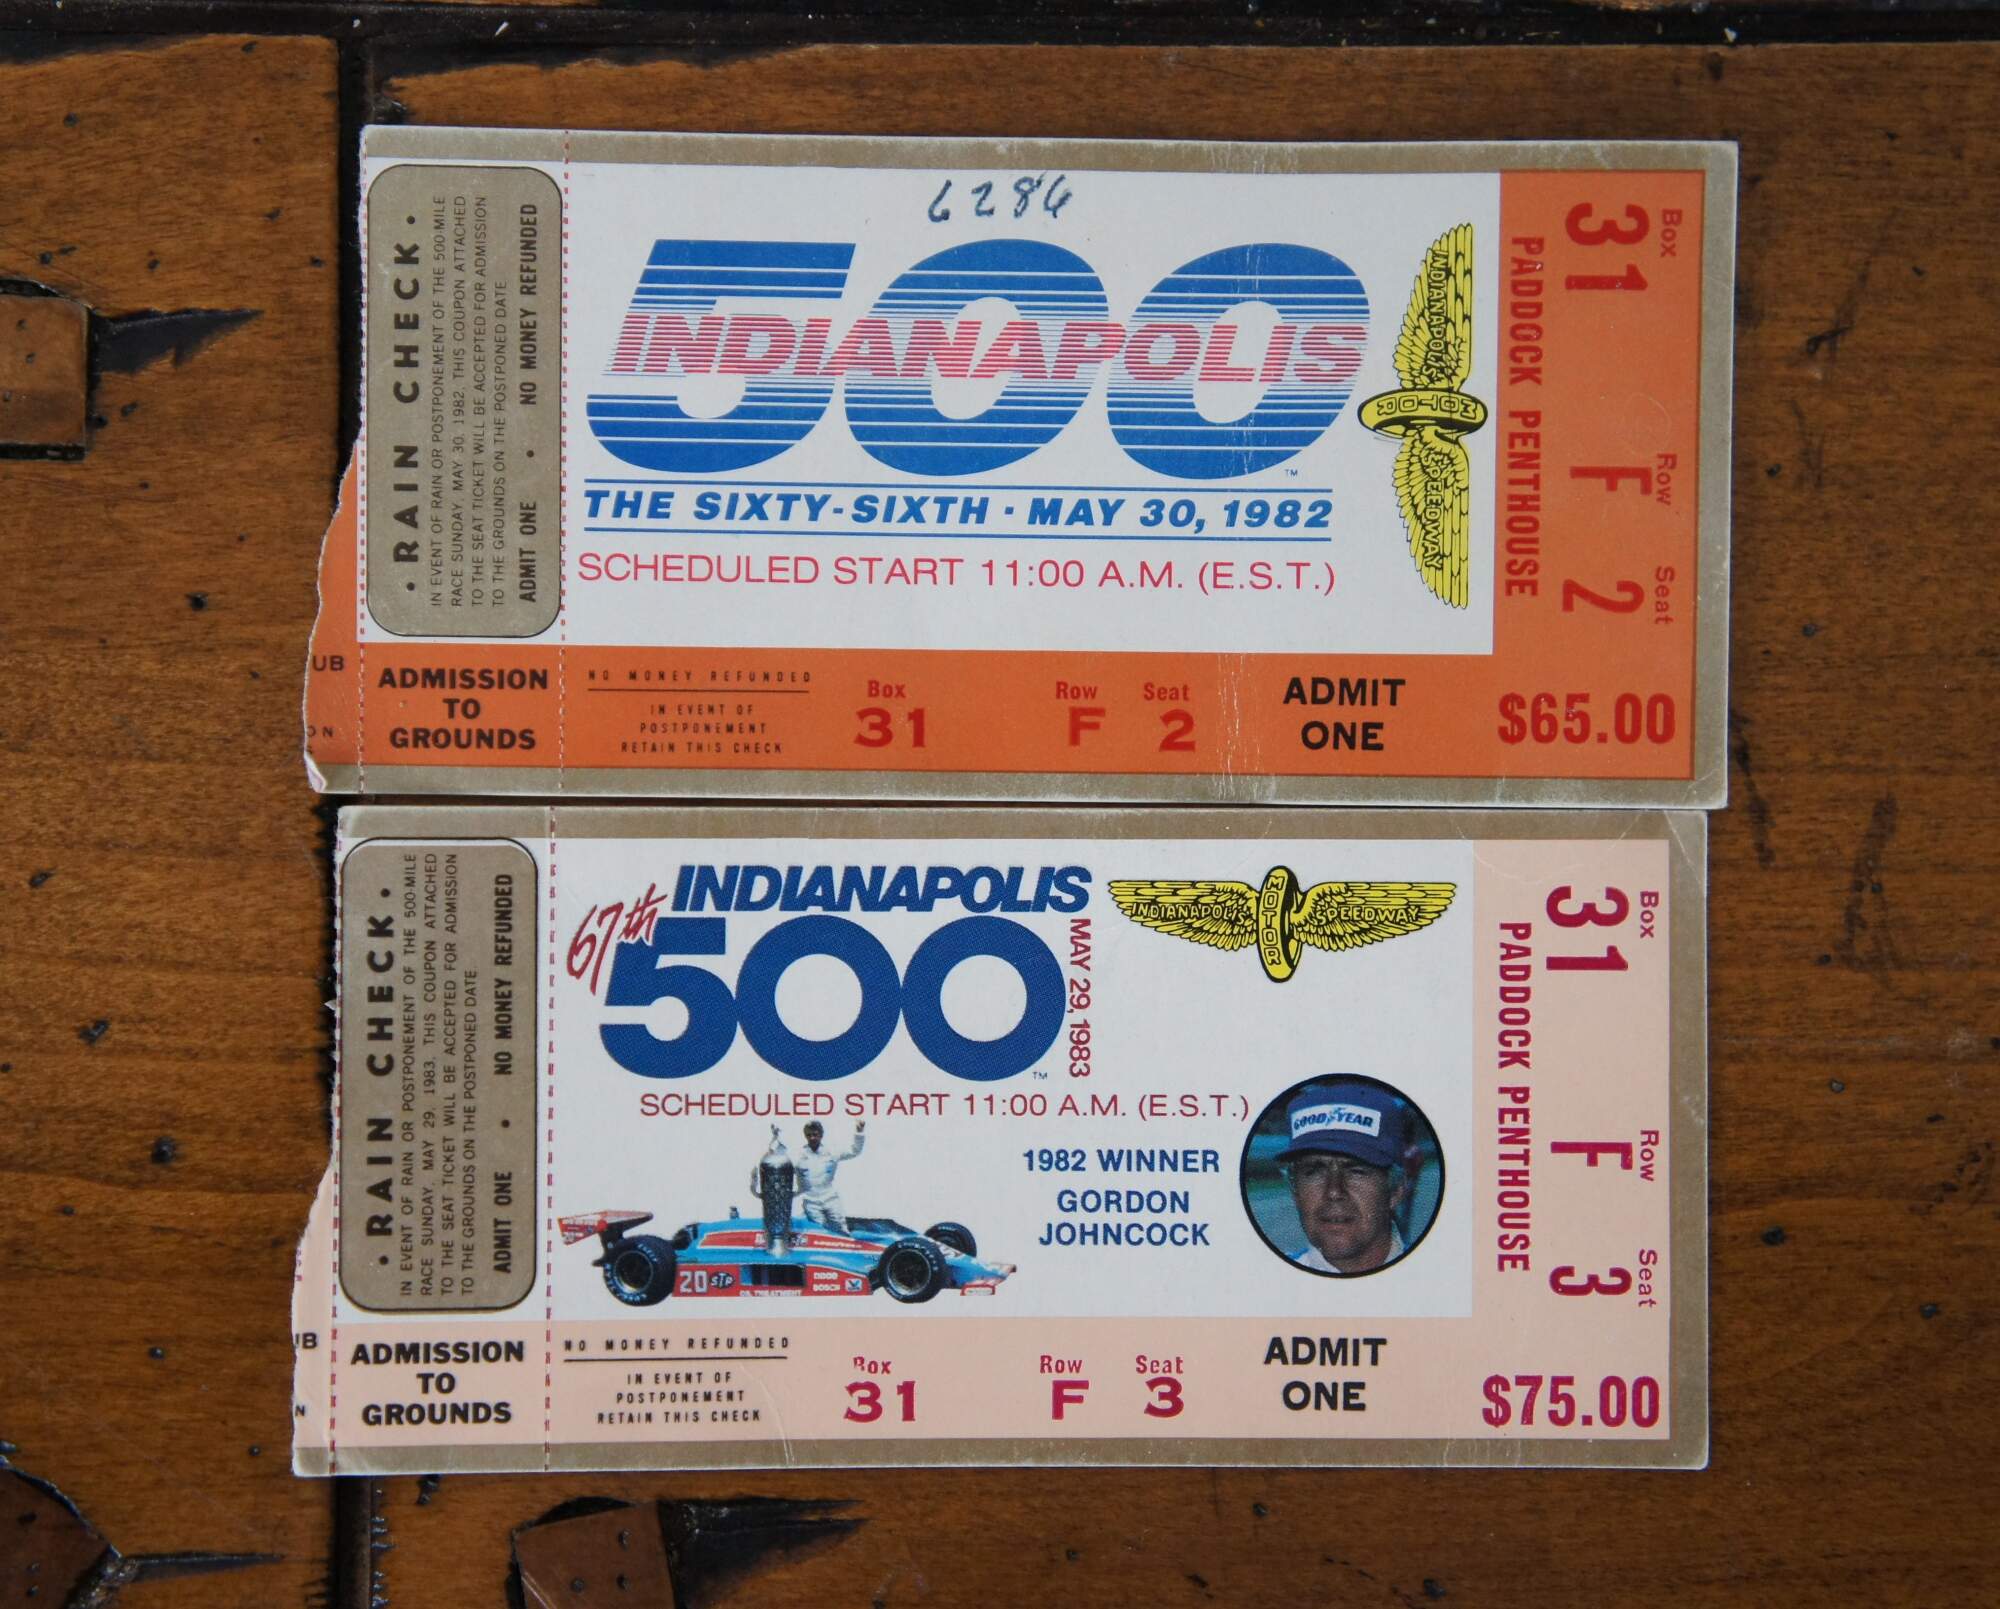 • RAIN CHECK •
IN EVENT OF RAIN OR POSTPONEMENT OF THE 500-MILE
RACE SUNDAY, MAY 30, 1982, THIS COUPON ATTACHED
TO THE SEAT TICKET WILL BE ACCEPTED FOR ADMISSION
TO THE GROUNDS ON THE POSTPONED DATE
ADMIT ONE • NO MONEY REFUNDED
UB
ON
S
ADMISSION
TO
GROUNDS
6286
500
INDIANAPOLIS
TM
THE SIXTY-SIXTH · MAY 30, 1982
SCHEDULED START 11:00 A.M. (E.S.T.)
INDIANAPOLIS
MOTOR
SPEEDWAY
NO MONEY REFUNDED
IN EVENT OF
POSTPONEMENT
RETAIN THIS CHECK
Box Row Seat
31 F 2
ADMIT
ONE
Box Row Seat
31 F 2
PADDOCK PENTHOUSE
$65.00
• RAIN CHECK •
IN EVENT OF RAIN OR POSTPONEMENT OF THE 500-MILE
RACE SUNDAY, MAY 29, 1983, THIS COUPON ATTACHED
TO THE SEAT TICKET WILL BE ACCEPTED FOR ADMISSION
TO THE GROUNDS ON THE POSTPONED DATE
ADMIT ONE • NO MONEY REFUNDED
UB
N
ADMISSION
TO
GROUNDS
67th
INDIANAPOLIS
500
TM
MAY 29, 1983
INDIANAPOLIS
MOTOR
SPEEDWAY
SCHEDULED START 11:00 A.M. (E.S.T.)
1982 WINNER
GORDON
JOHNCOCK
GOOD YEAR
20 STP
OIL TREATMENT
BOSCH
NO MONEY REFUNDED
IN EVENT OF
POSTPONEMENT
RETAIN THIS CHECK
Box Row Seat
31 F 3
ADMIT
ONE
Box Row Seat
31 F 3
PADDOCK PENTHOUSE
$75.00